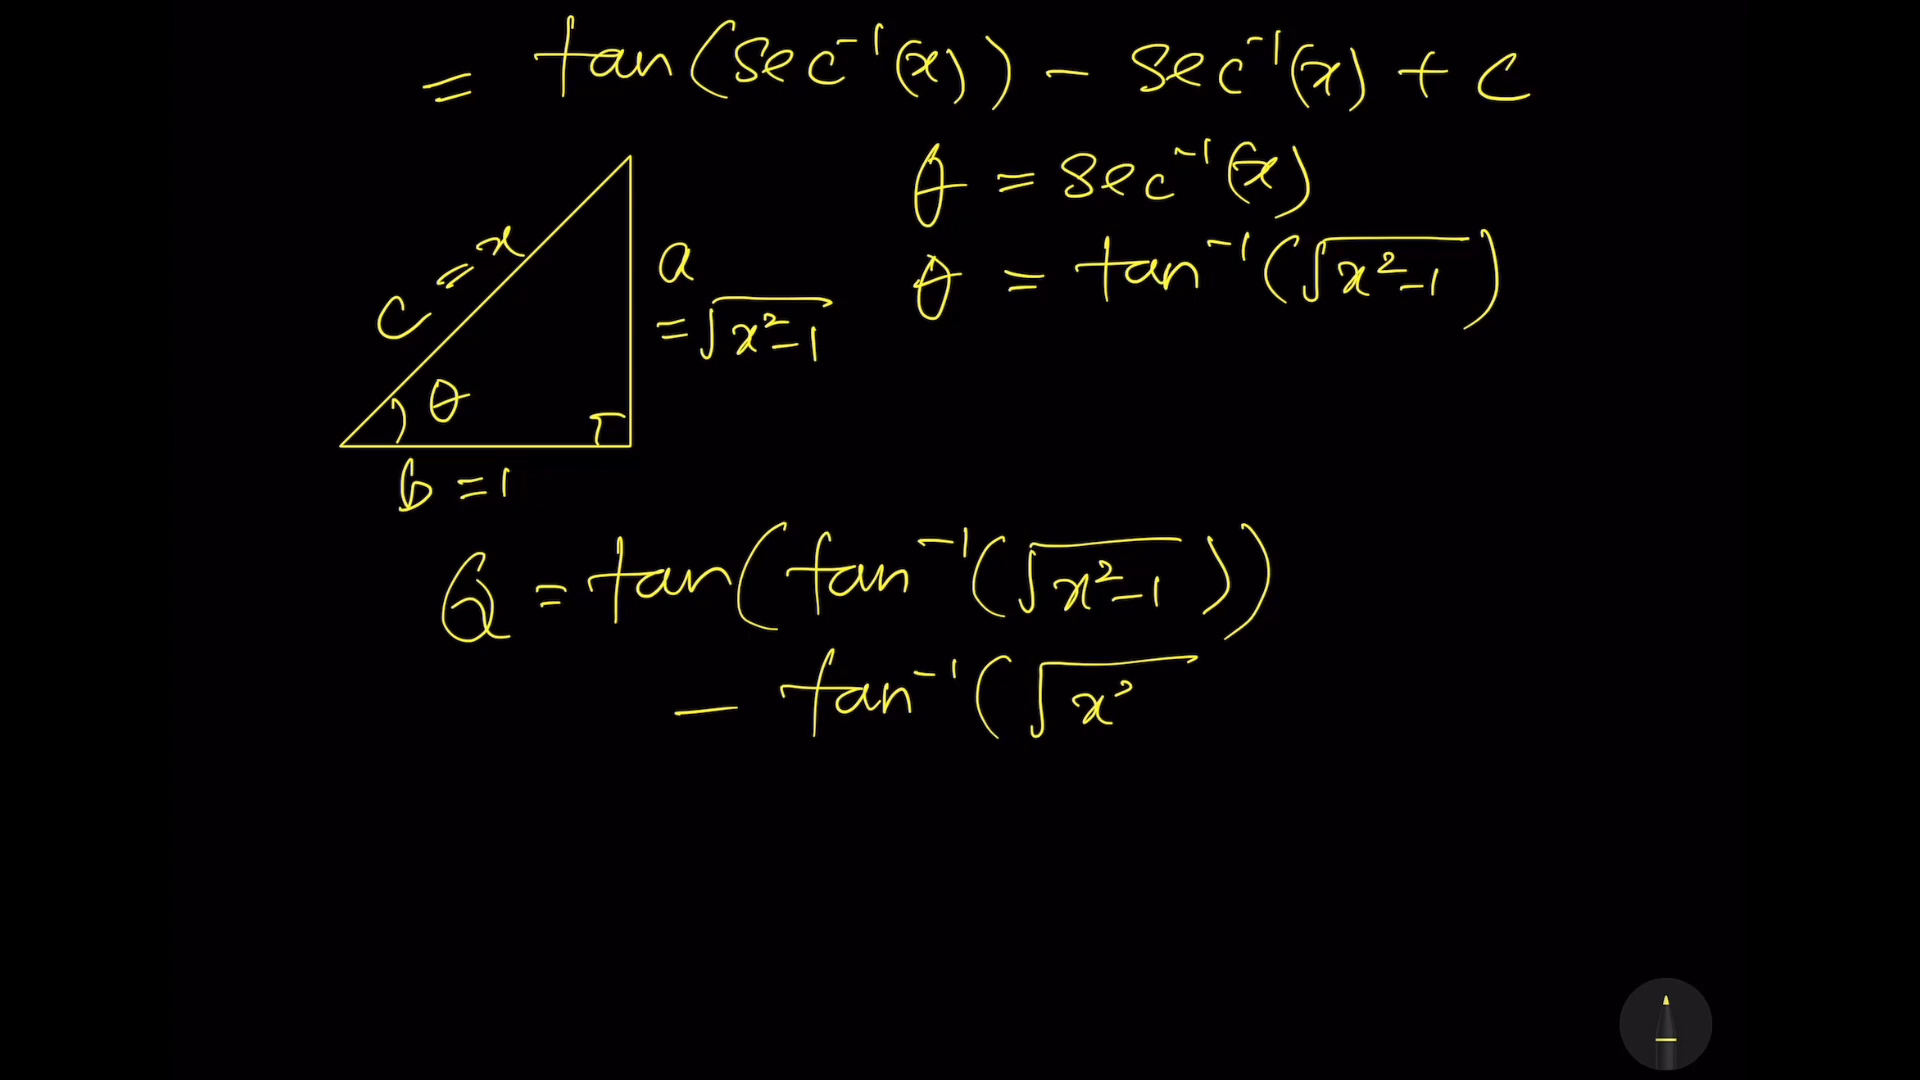 = tan(sec⁻¹(x)) - sec⁻¹(x) + C
θ = sec⁻¹(x)
θ = tan⁻¹(√x²-1)
c = x
a
= √x²-1
θ
b = 1
Q = tan(tan⁻¹(√x²-1))
- tan⁻¹(√x²